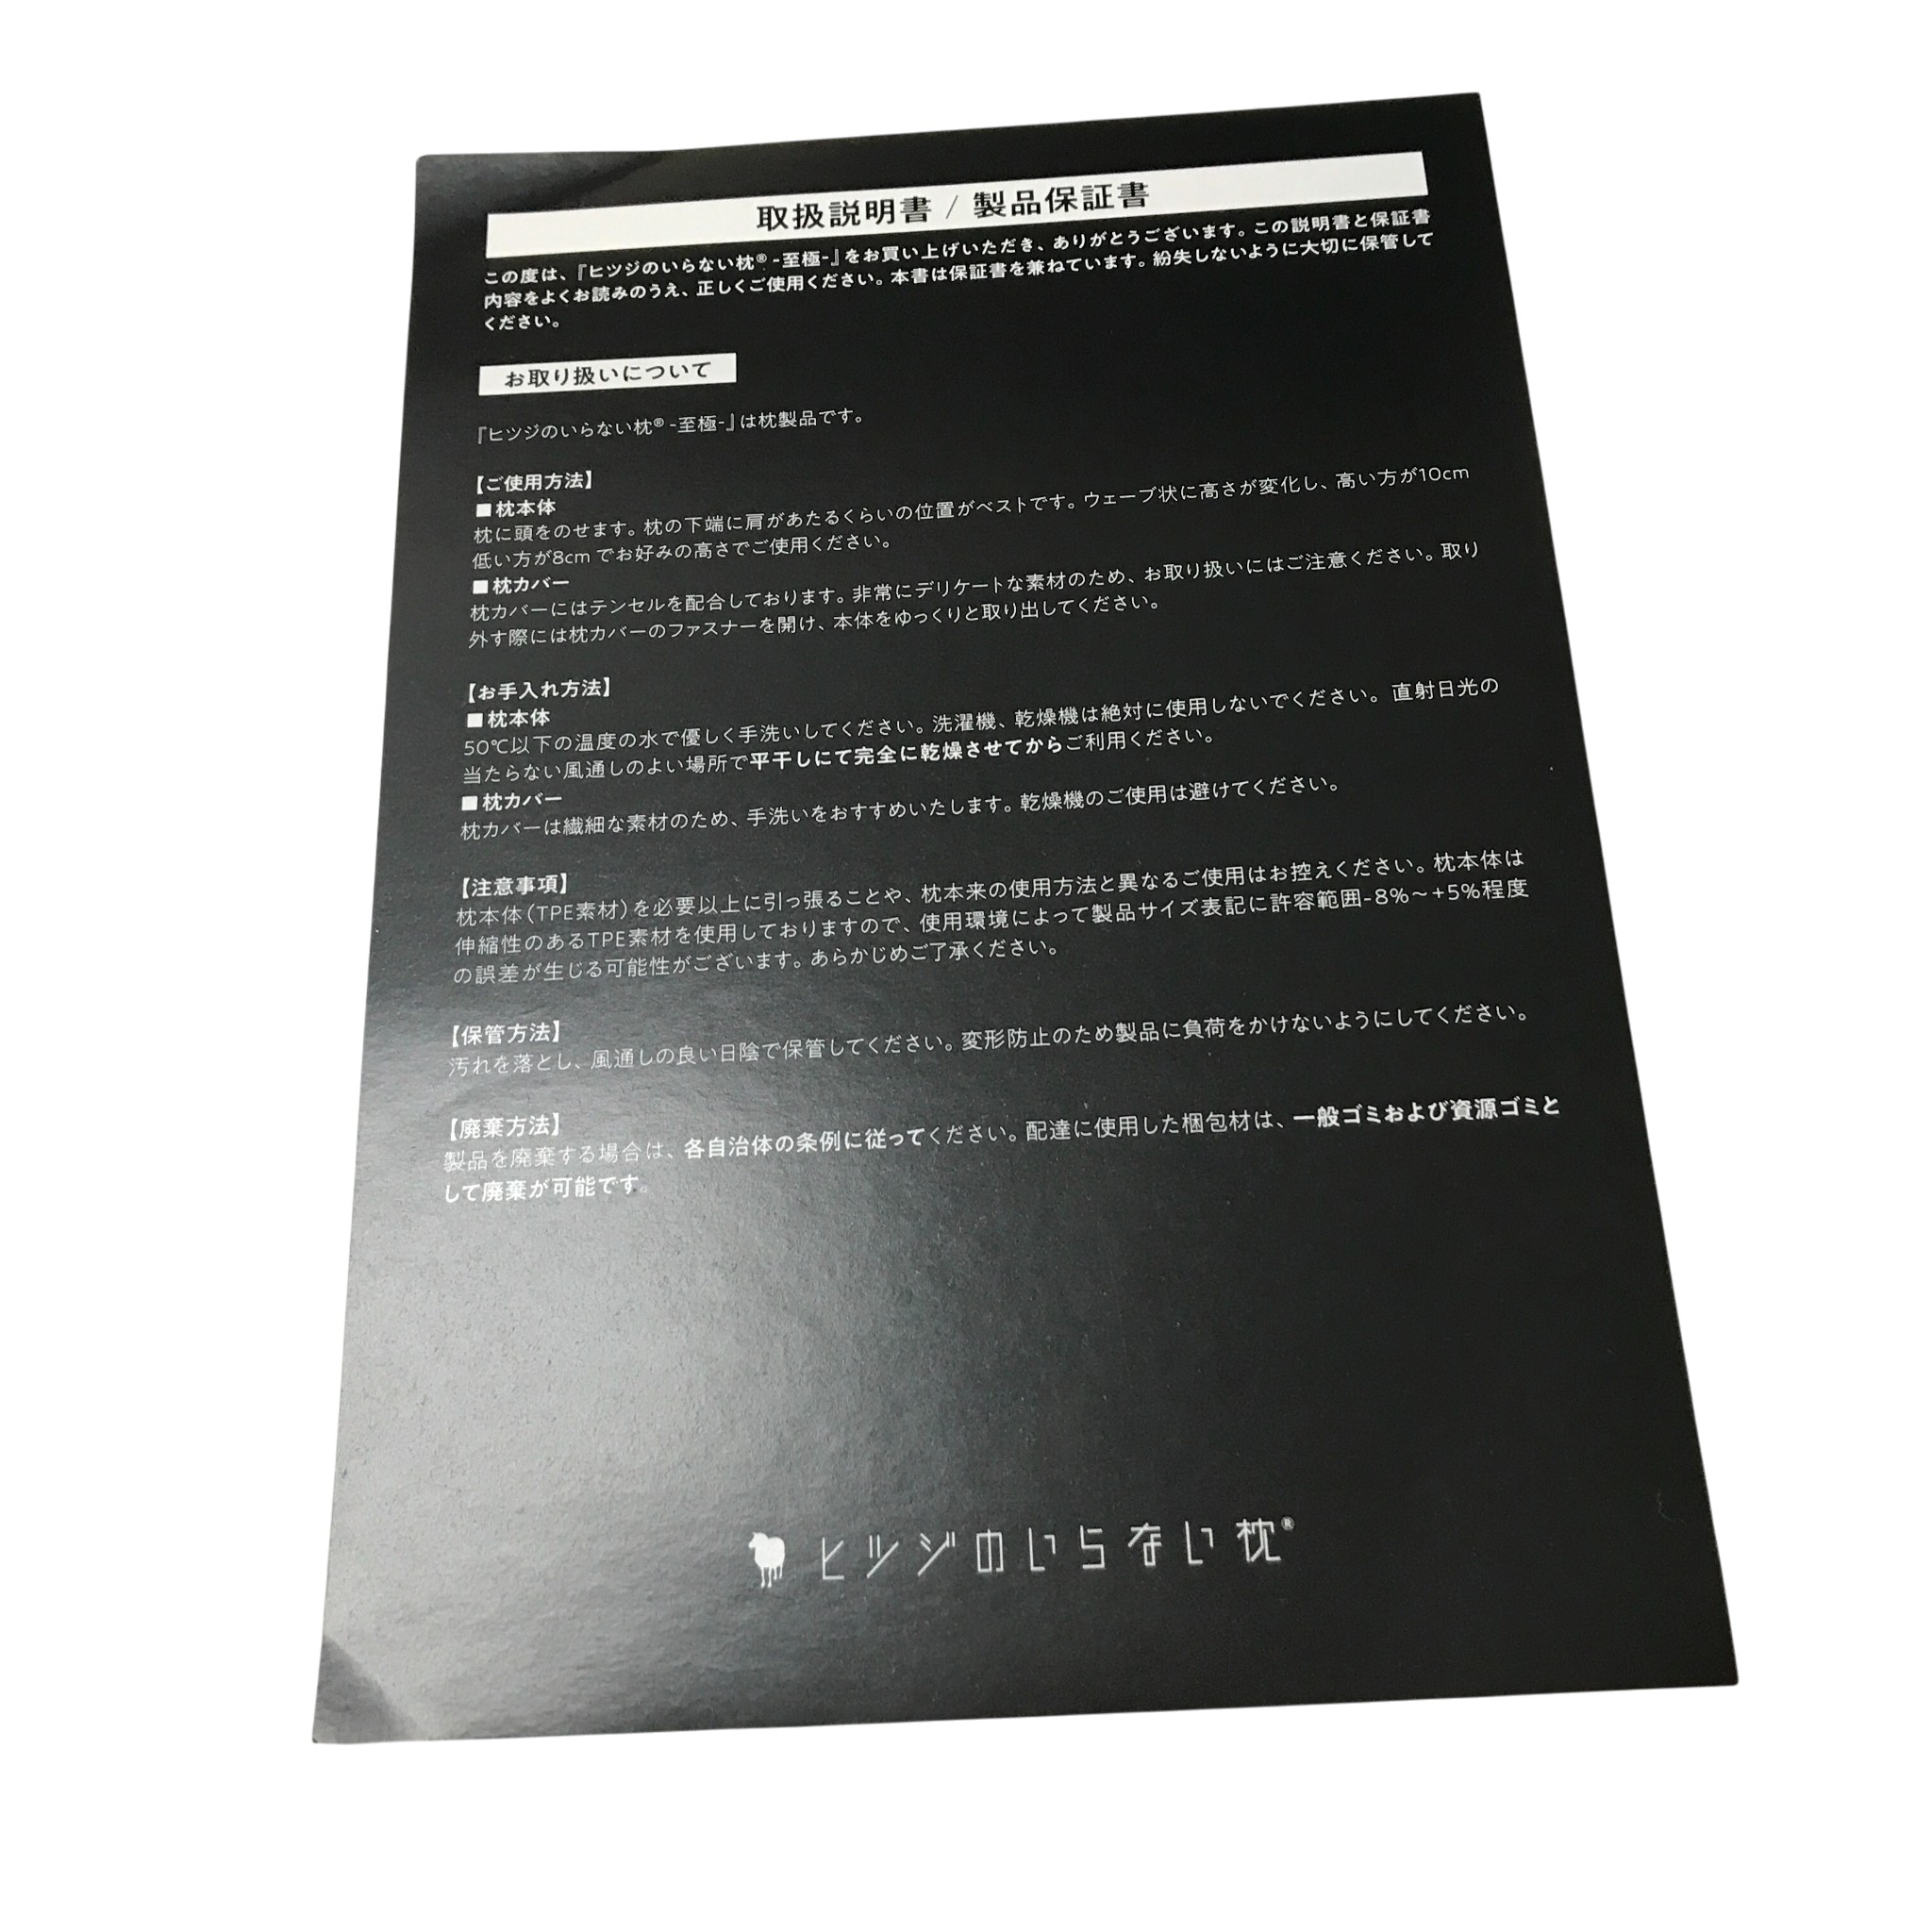 取扱説明書 / 製品保証書
この度は、『ヒツジのいらない枕® -至極-』をお買い上げいただき、ありがとうございます。この説明書と保証書
内容をよくお読みのうえ、正しくご使用ください。本書は保証書を兼ねています。紛失しないように大切に保管して
ください。
お取り扱いについて
『ヒツジのいらない枕® -至極-』は枕製品です。
【ご使用方法】
■枕本体
枕に頭をのせます。枕の下端に肩があたるくらいの位置がベストです。ウェーブ状に高さが変化し、高い方が10cm
低い方が8cm でお好みの高さでご使用ください。
■枕カバー
枕カバーにはテンセルを配合しております。非常にデリケートな素材のため、お取り扱いにはご注意ください。取り
外す際には枕カバーのファスナーを開け、本体をゆっくりと取り出してください。
【お手入れ方法】
■枕本体
50℃以下の温度の水で優しく手洗いしてください。洗濯機、乾燥機は絶対に使用しないでください。直射日光の
当たらない風通しのよい場所で平干しにて完全に乾燥させてからご利用ください。
■枕カバー
枕カバーは繊細な素材のため、手洗いをおすすめいたします。乾燥機のご使用は避けてください。
【注意事項】
枕本体(TPE素材)を必要以上に引っ張ることや、枕本来の使用方法と異なるご使用はお控えください。枕本体は
伸縮性のあるTPE素材を使用しておりますので、使用環境によって製品サイズ表記に許容範囲-8%〜+5%程度
の誤差が生じる可能性がございます。あらかじめご了承ください。
【保管方法】
汚れを落とし、風通しの良い日陰で保管してください。変形防止のため製品に負荷をかけないようにしてください。
【廃棄方法】
製品を廃棄する場合は、各自治体の条例に従ってください。配達に使用した梱包材は、一般ゴミおよび資源ゴミと
して廃棄が可能です。
ヒツジのいらない枕®